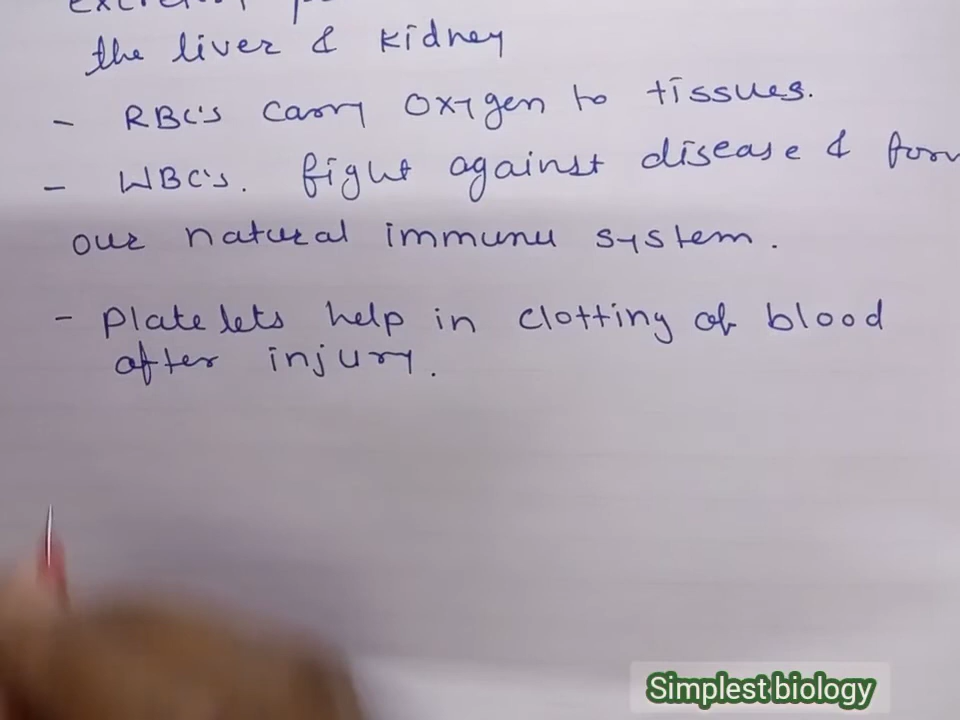 the liver & kidney
- RBC's carry oxygen to tissues.
- WBC's. fight against disease & form
our natural immunu system.
- Platelets help in clotting of blood
after injury.
Simplest biology